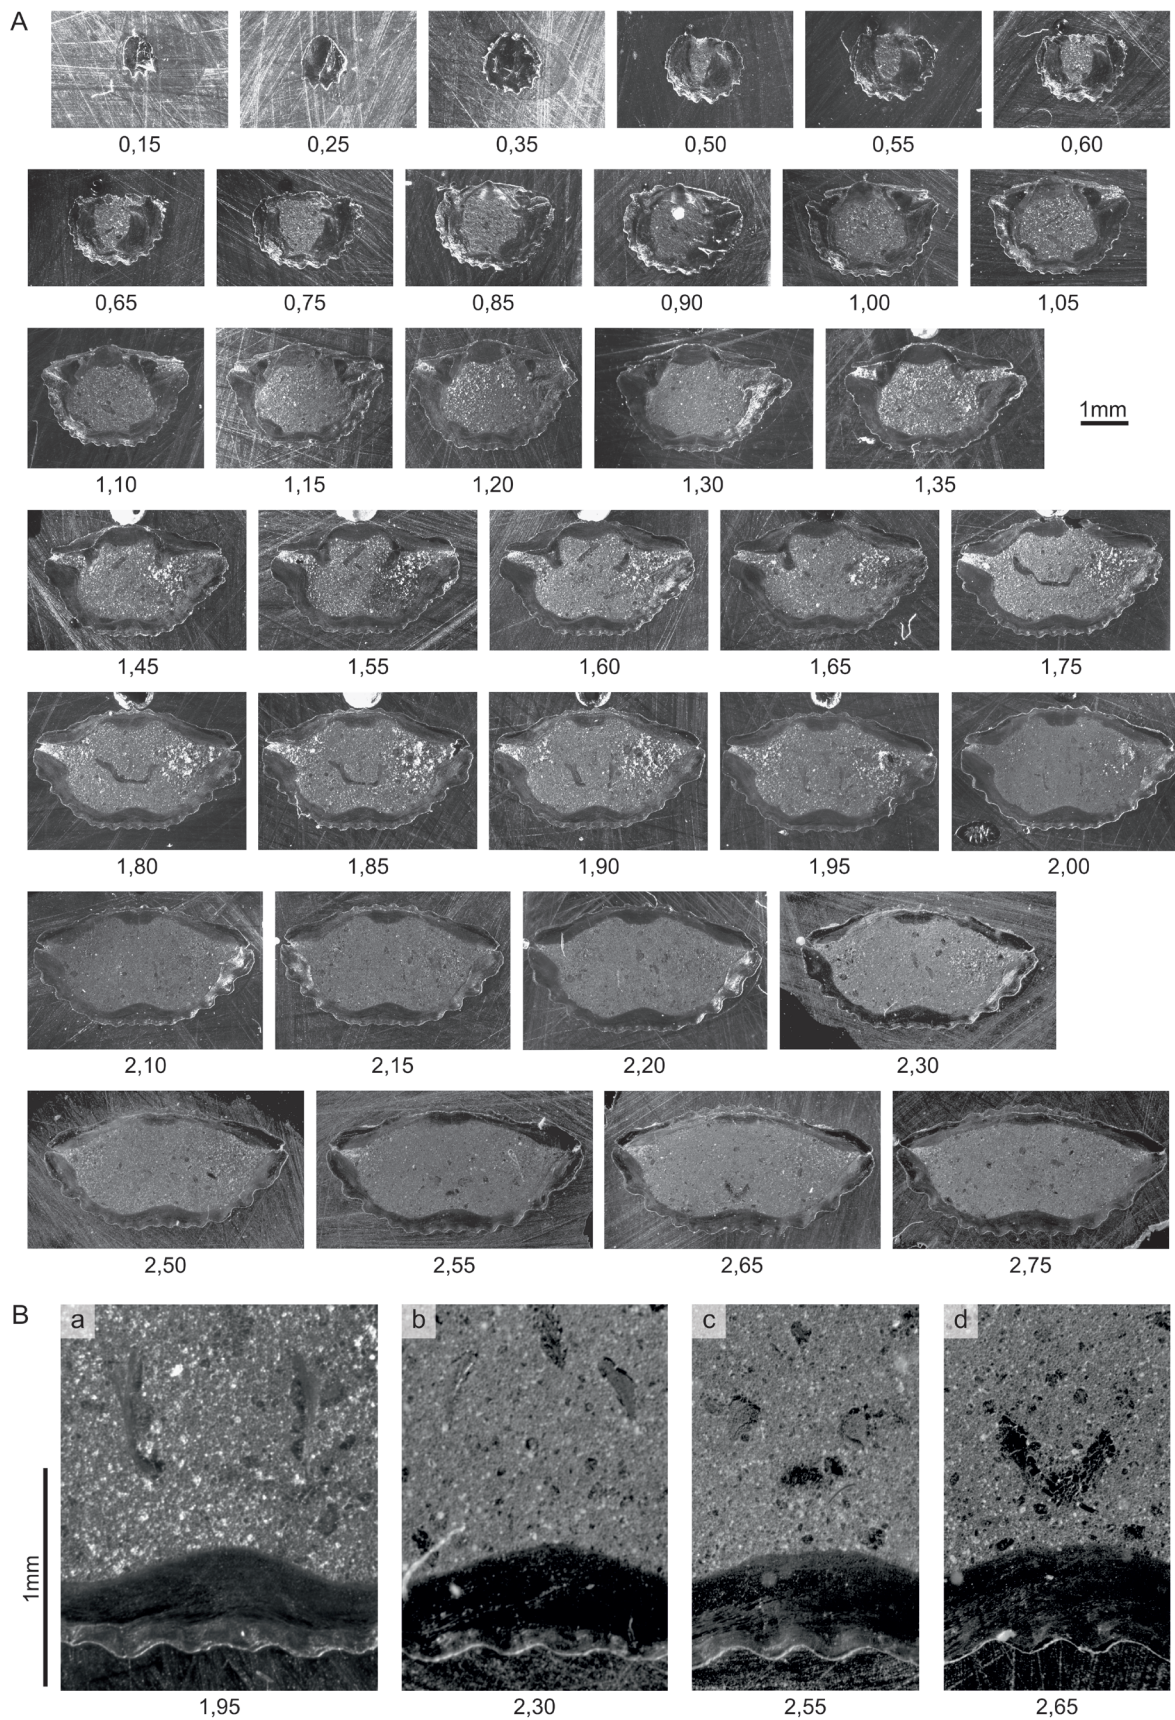 A
0,15 0,25 0,35 0,50 0,55 0,60
0,65 0,75 0,85 0,90 1,00 1,05
1mm
1,10 1,15 1,20 1,30 1,35
1,45 1,55 1,60 1,65 1,75
1,80 1,85 1,90 1,95 2,00
2,10 2,15 2,20 2,30
2,50 2,55 2,65 2,75
B
a b c d
1mm
1,95 2,30 2,55 2,65